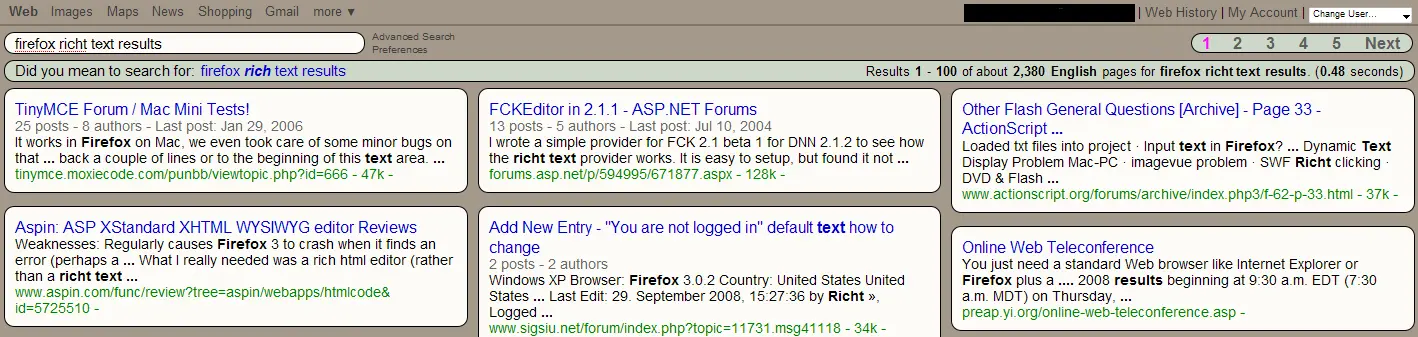 Web Images Maps News Shopping Gmail more ▼
| Web History | My Account | Change User...
firefox richt text results
Advanced Search
Preferences
1 2 3 4 5 Next
Did you mean to search for: firefox rich text results
Results 1 - 100 of about 2,380 English pages for firefox richt text results. (0.48 seconds)
TinyMCE Forum / Mac Mini Tests!
25 posts - 8 authors - Last post: Jan 29, 2006
It works in Firefox on Mac, we even took care of some minor bugs on
that ... back a couple of lines or to the beginning of this text area. ...
tinymce.moxiecode.com/punbb/viewtopic.php?id=666 - 47k -
FCKEditor in 2.1.1 - ASP.NET Forums
13 posts - 5 authors - Last post: Jul 10, 2004
I wrote a simple provider for FCK 2.1 beta 1 for DNN 2.1.2 to see how
the richt text provider works. It is easy to setup, but found it not ...
forums.asp.net/p/594995/671877.aspx - 128k -
Other Flash General Questions [Archive] - Page 33 -
ActionScript ...
Loaded txt files into project · Input text in Firefox? ... Dynamic Text
Display Problem Mac-PC · imagevue problem · SWF Richt clicking ·
DVD & Flash ...
www.actionscript.org/forums/archive/index.php3/f-62-p-33.html - 37k -
Aspin: ASP XStandard XHTML WYSIWYG editor Reviews
Weaknesses: Regularly causes Firefox 3 to crash when it finds an
error (perhaps a ... What I really needed was a rich html editor (rather
than a richt text ...
www.aspin.com/func/review?tree=aspin/webapps/htmlcode&
id=5725510 -
Add New Entry - "You are not logged in" default text how to
change
2 posts - 2 authors
Windows XP Browser: Firefox 3.0.2 Country: United States United
States ... Last Edit: 29. September 2008, 15:27:36 by Richt », 
Logged ...
www.sigsiu.net/forum/index.php?topic=11731.msg41118 - 34k -
Online Web Teleconference
You just need a standard Web browser like Internet Explorer or
Firefox plus a .... 2008 results beginning at 9:30 a.m. EDT (7:30
a.m. MDT) on Thursday, ...
preap.yi.org/online-web-teleconference.asp -